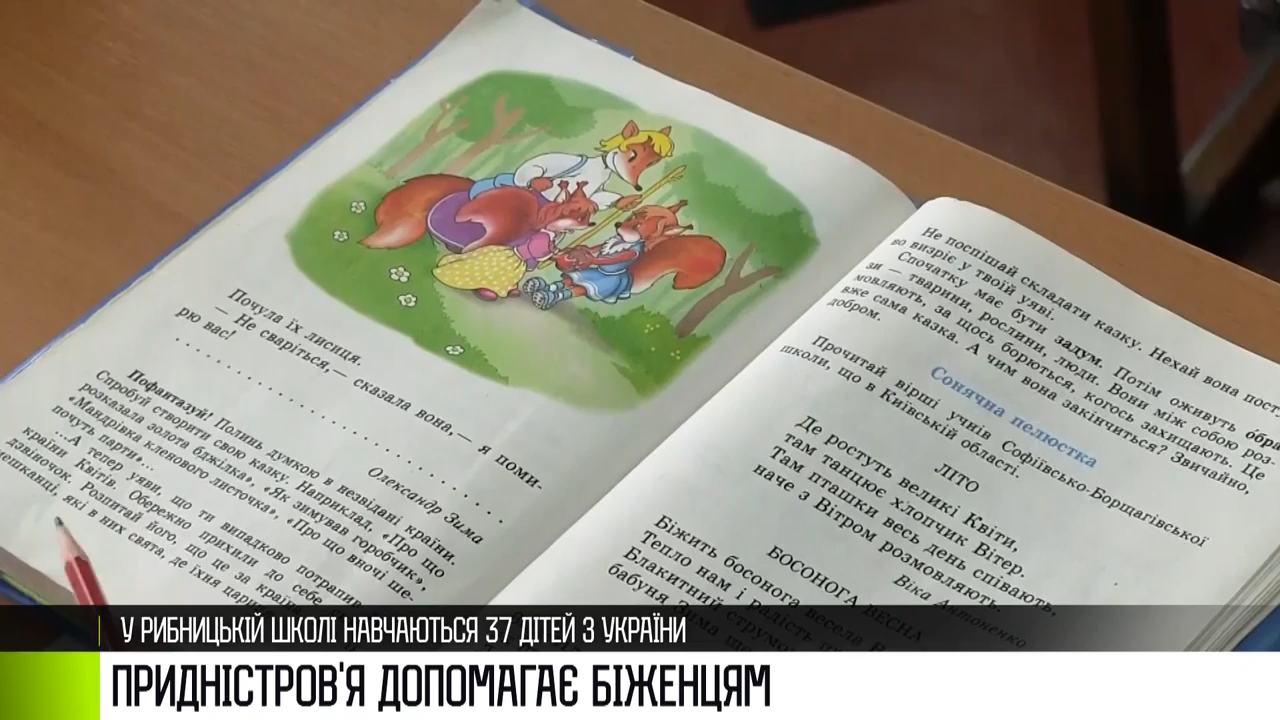 Почула їх лисиця.
— Не сваріться,— сказала вона,— я поми-
рю вас!
Олександр Зима
Пофантазуй! Полинь думкою в незвідані країни.
Спробуй створити свою казку. Наприклад, «Про що
розказала золота бджілка», «Як зимував горобчик»,
«Мандрівка кленового листочка», «Про що вночі ше-
почуть парти»...
...А тепер уяви, що ти випадково потрапив
країни Квітів. Обережно прихили до себе
дзвіночок. Розпитай його, що це за країна
мешканці, які в них свята, де їхня
Не поспішай складати казку. Нехай вона пост
во визріє у твоїй уяві.
Спочатку має бути задум. Потім оживуть обра
зи — тварини, рослини, люди. Вони між собою роз-
мовляють, за щось борються, когось захищають. Це
вже сама казка. А чим вона закінчиться? Звичайно,
добром.
Сонячна пелюстка
Прочитай вірші учнів Софіївсько-Борщагівської
школи, що в Київській області.
ЛІТО
Де ростуть великі Квіти,
там танцює хлопчик Вітер.
Там пташки весь день співають,
наче з Вітром розмовляють.
Віка Антоненко
БОСОНОГА ВЕСНА
Біжить босонога весела
Тепло нам і радість
Блакитний
бабуня
У РИБНИЦЬКІЙ ШКОЛІ НАВЧАЮТЬСЯ 37 ДІТЕЙ З УКРАЇНИ
ПРИДНІСТРОВ'Я ДОПОМАГАЄ БІЖЕНЦЯМ